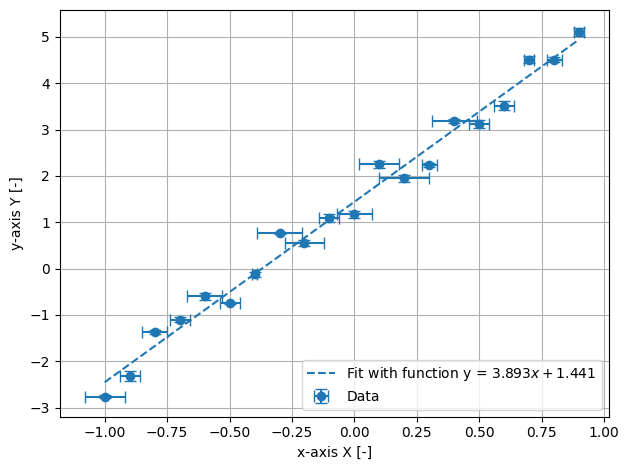 5
4
3
2
1
0
−1
−2
−3
y-axis Y [-]
−1.00 −0.75 −0.50 −0.25 0.00 0.25 0.50 0.75 1.00
x-axis X [-]
Fit with function y = 3.893x + 1.441
Data